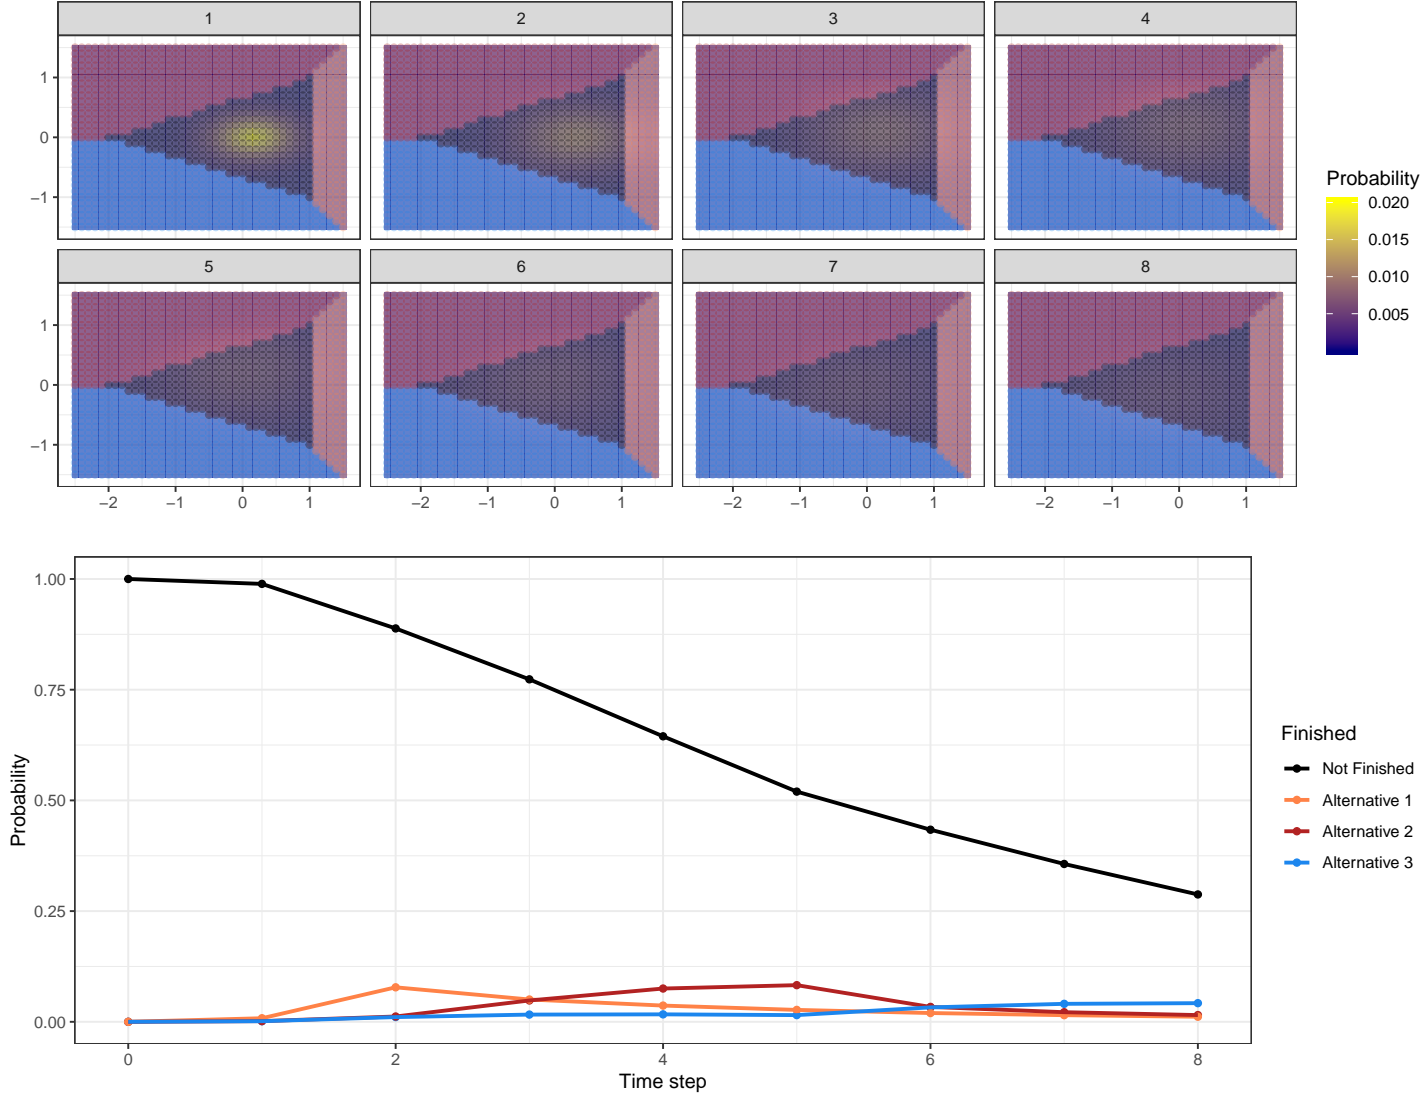 1 2 3 4
1
0
−1
Probability
0.020
0.015
0.010
0.005
5 6 7 8
1
0
−1
−2 −1 0 1 −2 −1 0 1 −2 −1 0 1 −2 −1 0 1
1.00
0.75
0.50
0.25
0.00
Probability
0 2 4 6 8
Time step
Finished
Not Finished
Alternative 1
Alternative 2
Alternative 3